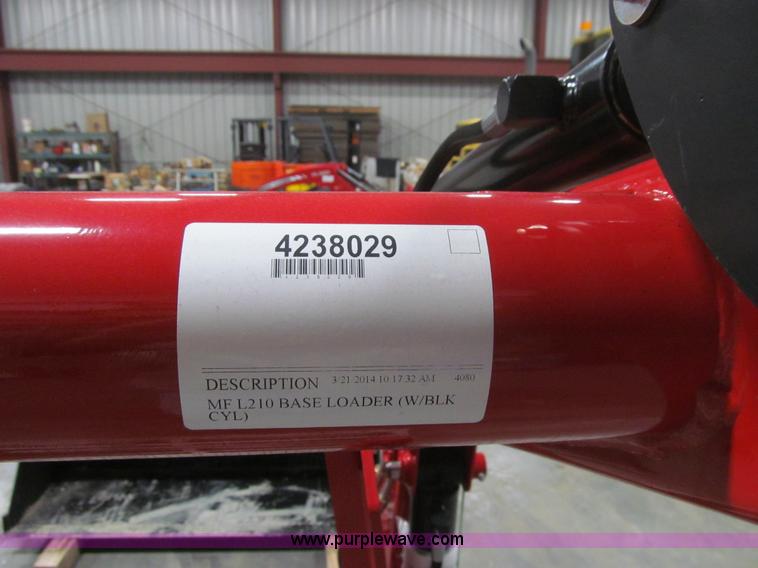 4238029
DESCRIPTION 3/21/2014 10:17:32 AM 4080
MF L210 BASE LOADER (W/BLK
CYL)
www.purplewave.com